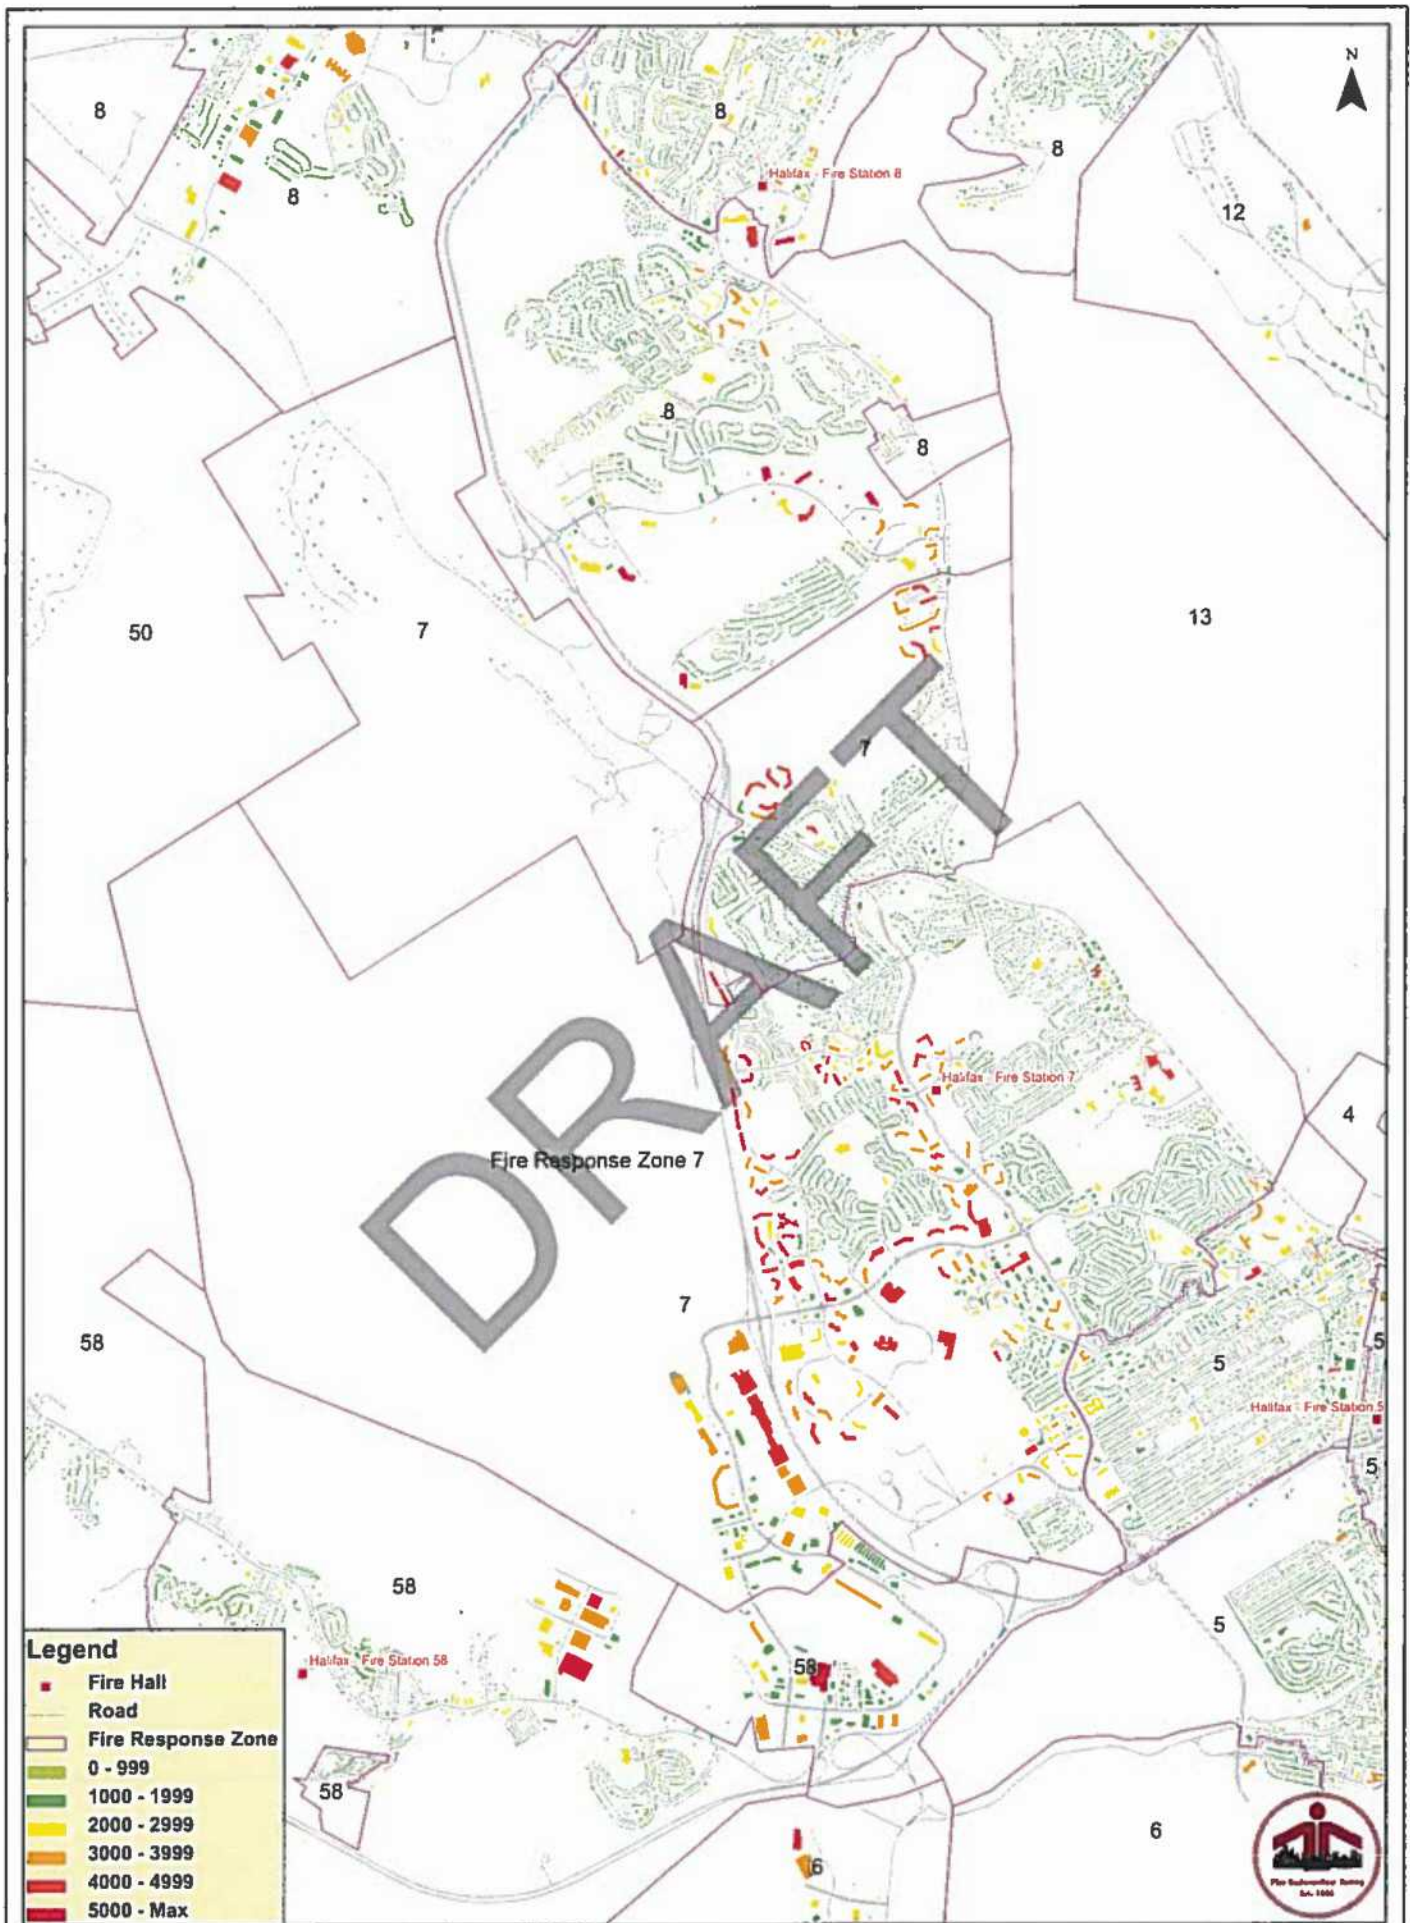 N
8
8
8
8
Halifax - Fire Station 8
12
8
8
50
7
13
7
Halifax - Fire Station 7
4
Fire Response Zone 7
DRAFT
7
58
5
5
Halifax - Fire Station 5
5
58
5
Halifax - Fire Station 58
58
58
6
6
Legend
Fire Hall
Road
Fire Response Zone
0 - 999
1000 - 1999
2000 - 2999
3000 - 3999
4000 - 4999
5000 - Max